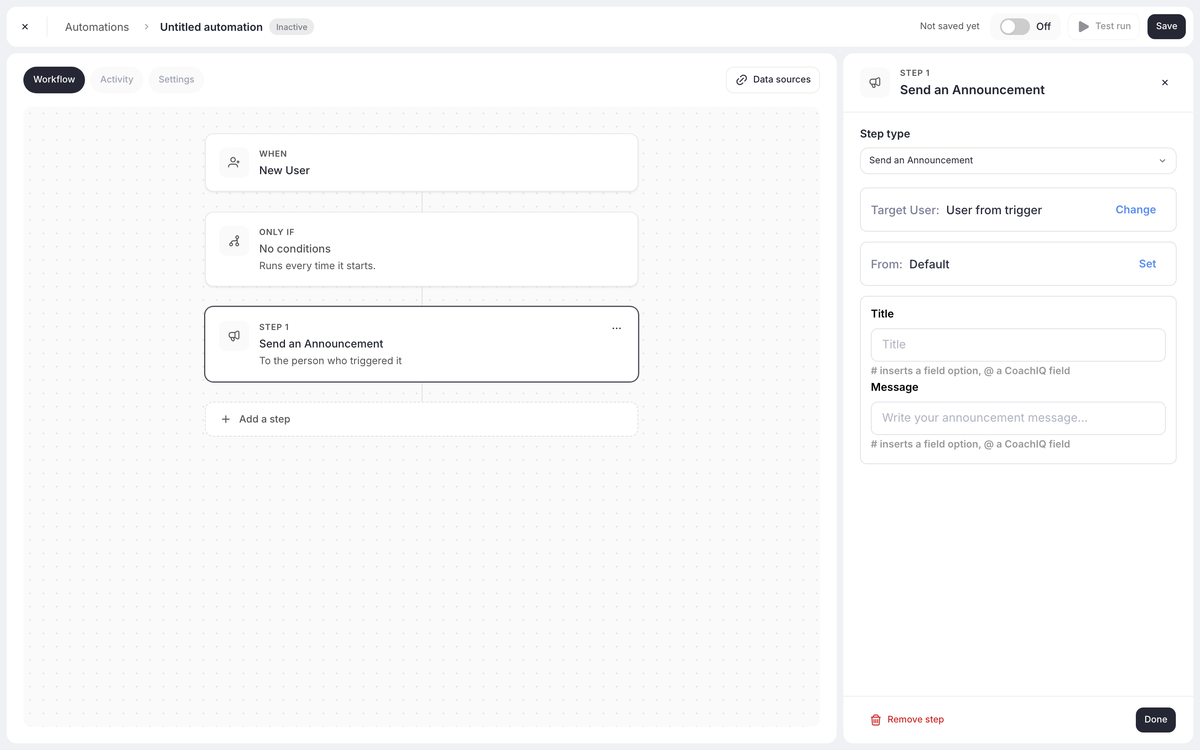 Automations
Untitled automation
Inactive
Not saved yet
Off
Test run
Save
Workflow
Activity
Settings
Data sources
WHEN
New User
ONLY IF
No conditions
Runs every time it starts.
STEP 1
Send an Announcement
To the person who triggered it
Add a step
STEP 1
Send an Announcement
Step type
Send an Announcement
Target User: User from trigger
Change
From: Default
Set
Title
Title
# inserts a field option, @ a CoachIQ field
Message
Write your announcement message...
# inserts a field option, @ a CoachIQ field
Remove step
Done